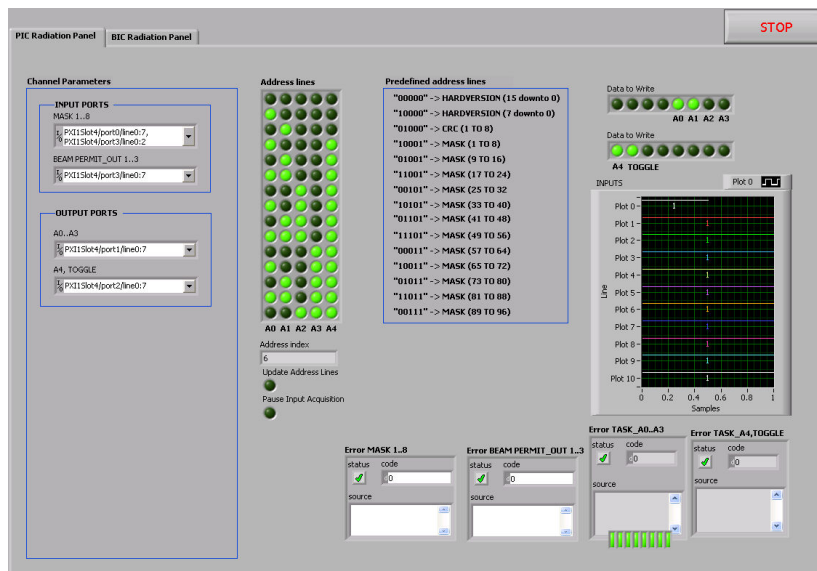 STOP
PIC Radiation Panel
BIC Radiation Panel
Channel Parameters
INPUT PORTS
MASK 1..8
PXI1Slot4/port0/line0:7,
PXI1Slot4/port3/line0:2
BEAM PERMIT_OUT 1..3
PXI1Slot4/port3/line0:7
OUTPUT PORTS
A0..A3
PXI1Slot4/port1/line0:7
A4, TOGGLE
PXI1Slot4/port2/line0:7
Address lines
A0 A1 A2 A3 A4
Address index
6
Update Address Lines
Pause Input Acquisition
Predefined address lines
"00000" -> HARDVERSION (15 downto 0)
"10000" -> HARDVERSION (7 downto 0)
"01000" -> CRC (1 TO 8)
"10001" -> MASK (1 TO 8)
"01001" -> MASK (9 TO 16)
"11001" -> MASK (17 TO 24)
"00101" -> MASK (25 TO 32
"10101" -> MASK (33 TO 40)
"01101" -> MASK (41 TO 48)
"11101" -> MASK (49 TO 56)
"00011" -> MASK (57 TO 64)
"10011" -> MASK (65 TO 72)
"01011" -> MASK (73 TO 80)
"11011" -> MASK (81 TO 88)
"00111" -> MASK (89 TO 96)
Data to Write
A0 A1 A2 A3
Data to Write
A4 TOGGLE
INPUTS
Plot 0
Line
Plot 0
1
Plot 1
1
Plot 2
1
Plot 3
1
Plot 4
1
Plot 5
1
Plot 6
1
Plot 7
1
Plot 8
1
Plot 9
1
Plot 10
1
0 0.2 0.4 0.6 0.8 1
Samples
Error MASK 1..8
status code
0
source
Error BEAM PERMIT_OUT 1..3
status code
0
source
Error TASK_A0..A3
status code
0
source
Error TASK_A4,TOGGLE
status code
0
source